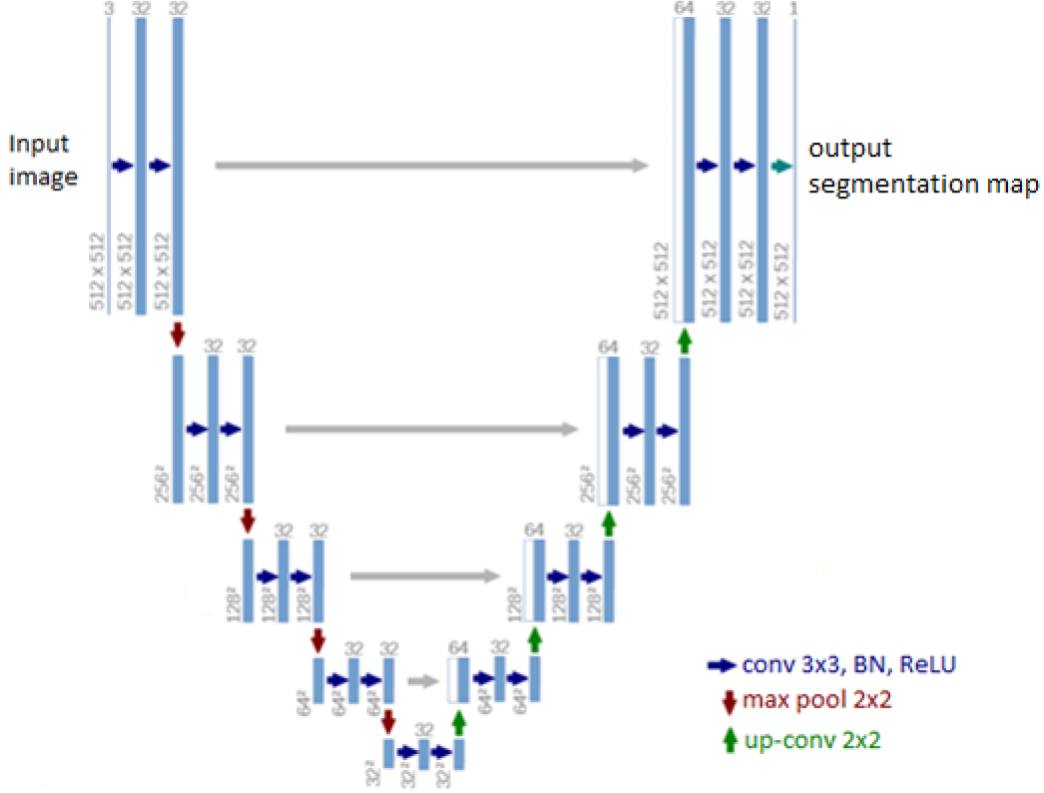 3 32 32
64 32 32 1
Input
image
output
segmentation map
512 x 512 512 x 512 512 x 512
512 x 512 512 x 512 512 x 512 512 x 512
32 32
64 32
256² 256² 256²
256² 256² 256²
32 32
64 32
128² 128² 128²
128² 128² 128²
32 32
64 32
64² 64² 64²
64² 64²
32
32² 32² 32²
conv 3x3, BN, ReLU
max pool 2x2
up-conv 2x2